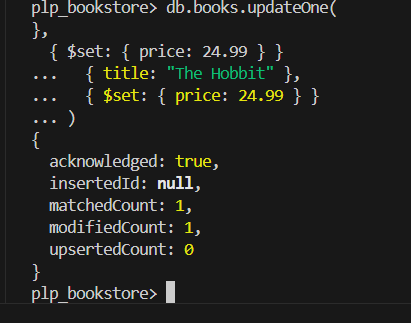 plp_bookstore> db.books.updateOne(
},
  { $set: { price: 24.99 } }
...   { title: "The Hobbit" },
...   { $set: { price: 24.99 } }
... )
{
  acknowledged: true,
  insertedId: null,
  matchedCount: 1,
  modifiedCount: 1,
  upsertedCount: 0
}
plp_bookstore>